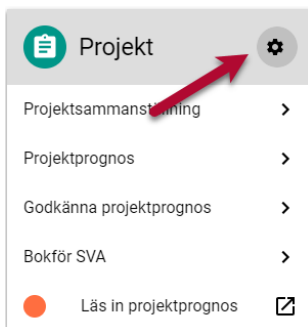 Projekt
Projektsammanställning
Projektprognos
Godkänna projektprognos
Bokför SVA
Läs in projektprognos